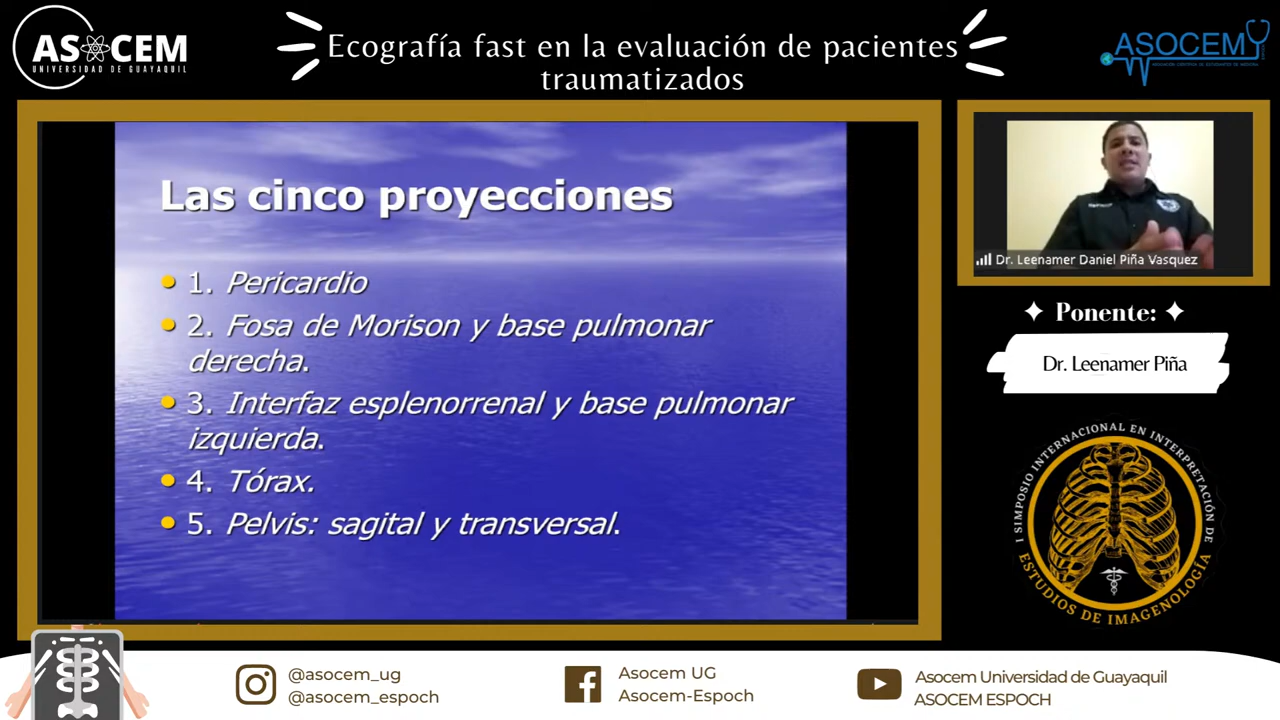 ASOCEM
UNIVERSIDAD DE GUAYAQUIL
Ecografía fast en la evaluación de pacientes
traumatizados
ASOCEM
Las cinco proyecciones
1. Pericardio
2. Fosa de Morison y base pulmonar
derecha.
3. Interfaz esplenorrenal y base pulmonar
izquierda.
4. Tórax.
5. Pelvis: sagital y transversal.
Dr. Leenamer Daniel Piña Vasquez
Ponente:
Dr. Leenamer Piña
I SIMPOSIO INTERNACIONAL EN INTERPRETACIÓN DE
ESTUDIOS DE IMAGENOLOGÍA
@asocem_ug
@asocem_espoch
Asocem UG
Asocem-Espoch
Asocem Universidad de Guayaquil
ASOCEM ESPOCH